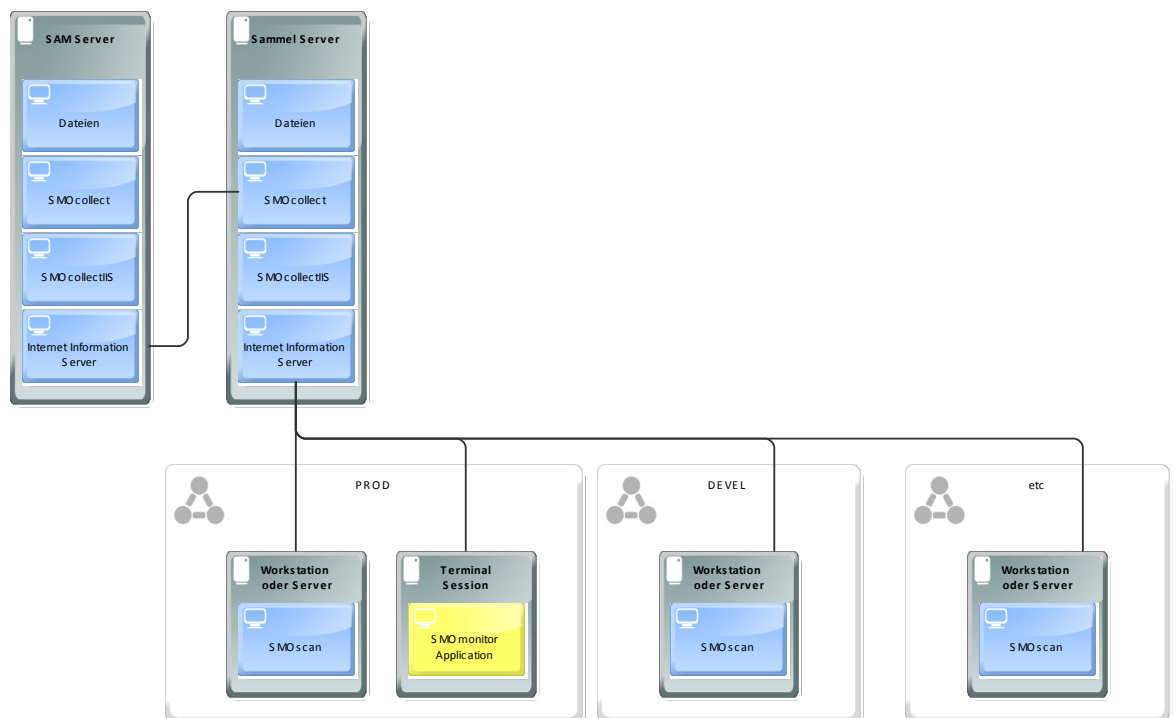 SAM Server
Dateien
SMOcollect
SMOcollectIIS
Internet Information
Server
Sammel Server
Dateien
SMOcollect
SMOcollectIIS
Internet Information
Server
PROD
Workstation
oder Server
SMOscan
Terminal
Session
SMOmonitor
Application
DEVEL
Workstation
oder Server
SMOscan
etc
Workstation
oder Server
SMOscan